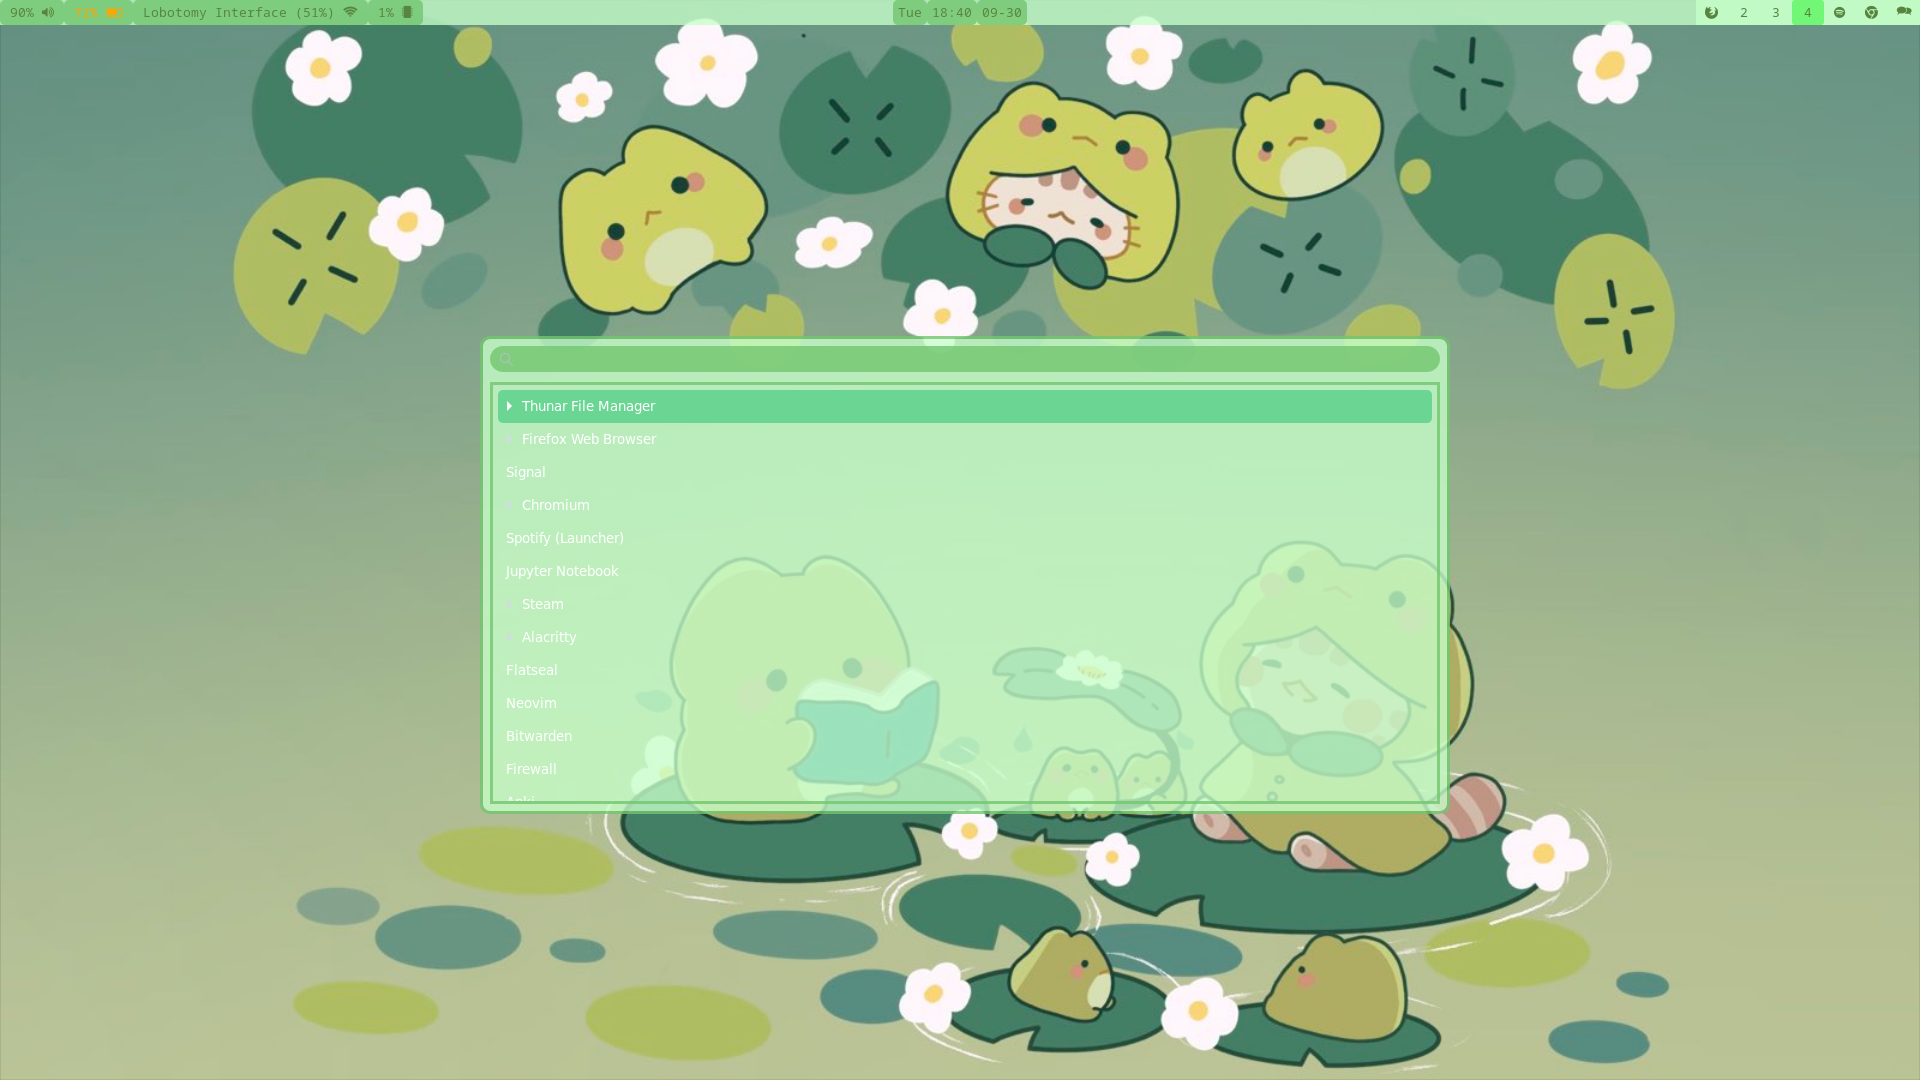 90% 72% Lobotomy Interface (51%) 1% Tue 18:40 09-30 2 3 4
Thunar File Manager
Firefox Web Browser
Signal
Chromium
Spotify (Launcher)
Jupyter Notebook
Steam
Alacritty
Flatseal
Neovim
Bitwarden
Firewall
Anki